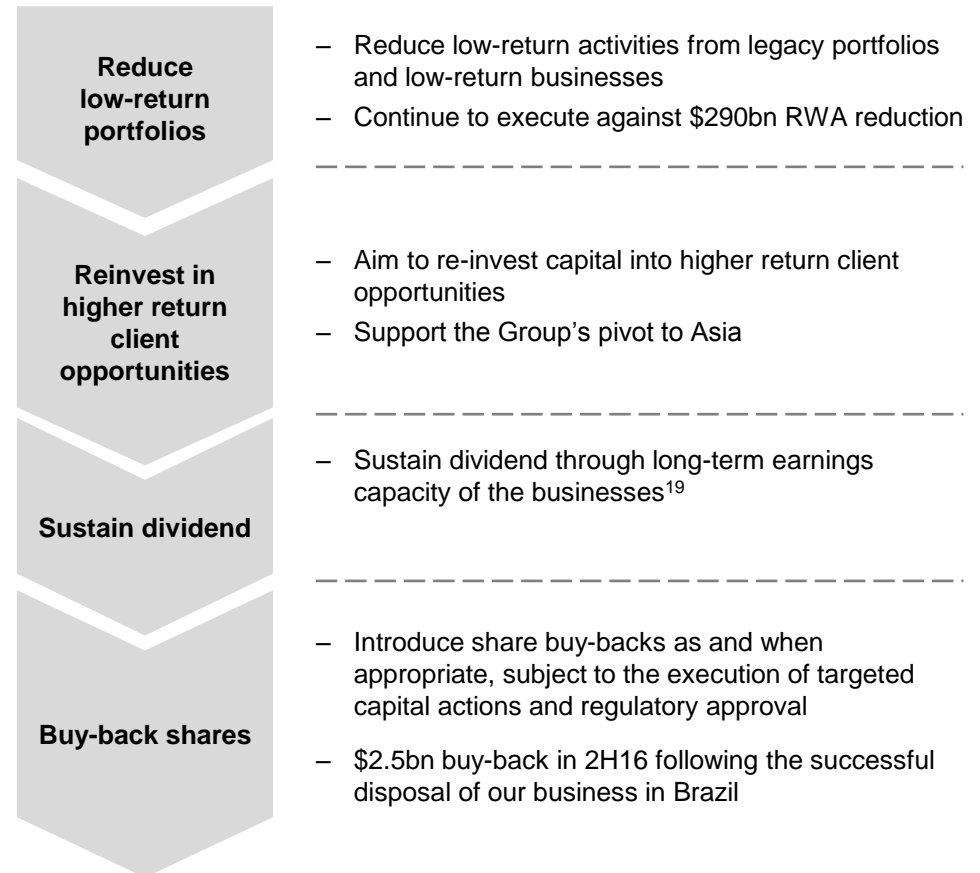 Reduce
low-return
portfolios
– Reduce low-return activities from legacy portfolios
and low-return businesses
– Continue to execute against $290bn RWA reduction
Reinvest in
higher return
client
opportunities
– Aim to re-invest capital into higher return client
opportunities
– Support the Group’s pivot to Asia
Sustain dividend
– Sustain dividend through long-term earnings
capacity of the businesses¹⁹
Buy-back shares
– Introduce share buy-backs as and when
appropriate, subject to the execution of targeted
capital actions and regulatory approval
– $2.5bn buy-back in 2H16 following the successful
disposal of our business in Brazil